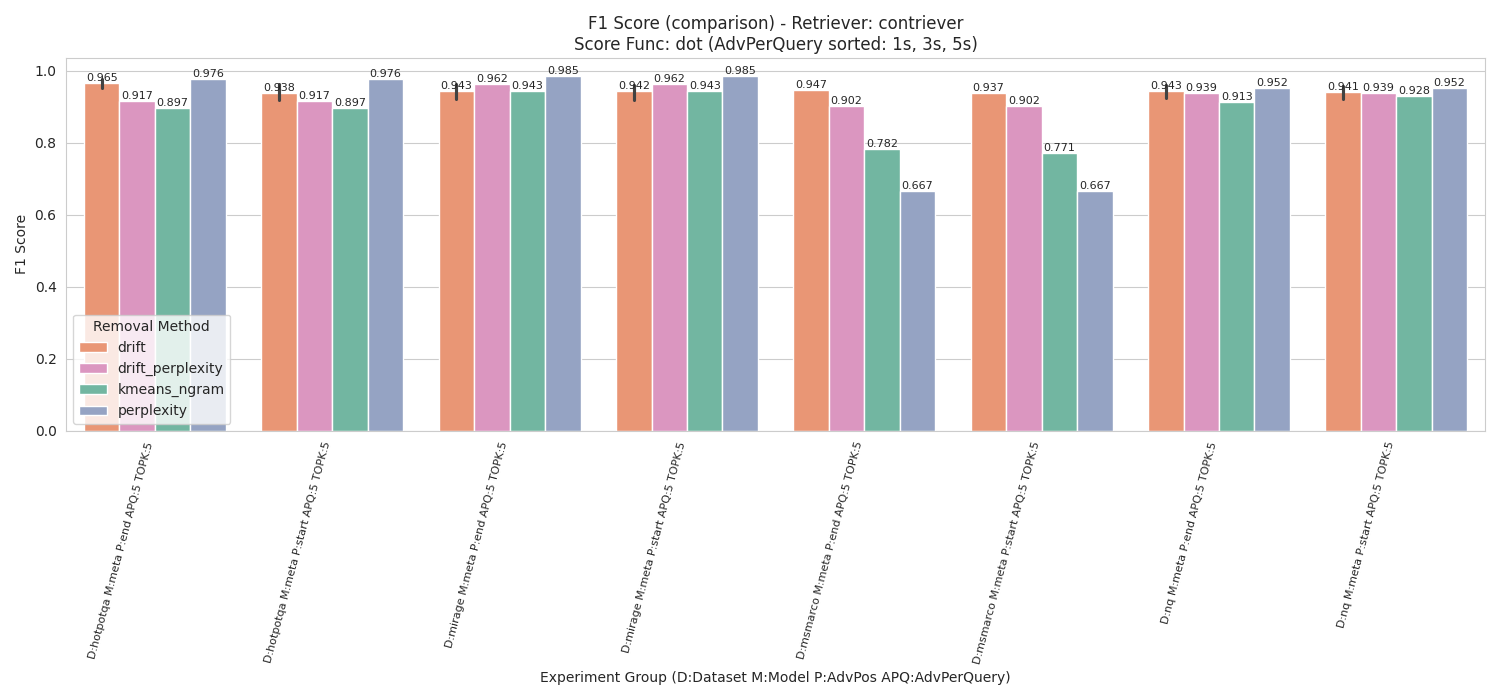 F1 Score (comparison) - Retriever: contriever
Score Func: dot (AdvPerQuery sorted: 1s, 3s, 5s)
F1 Score
1.0
0.8
0.6
0.4
0.2
0.0
0.965
0.917
0.897
0.976
0.938
0.917
0.897
0.976
0.943
0.962
0.943
0.985
0.942
0.962
0.943
0.985
0.947
0.902
0.782
0.667
0.937
0.902
0.771
0.667
0.943
0.939
0.913
0.952
0.941
0.939
0.928
0.952
Removal Method
drift
drift_perplexity
kmeans_ngram
perplexity
D:hotpotqa M:meta P:end APQ:5 TOPK:5
D:hotpotqa M:meta P:start APQ:5 TOPK:5
D:mirage M:meta P:end APQ:5 TOPK:5
D:mirage M:meta P:start APQ:5 TOPK:5
D:msmarco M:meta P:end APQ:5 TOPK:5
D:msmarco M:meta P:start APQ:5 TOPK:5
D:nq M:meta P:end APQ:5 TOPK:5
D:nq M:meta P:start APQ:5 TOPK:5
Experiment Group (D:Dataset M:Model P:AdvPos APQ:AdvPerQuery)